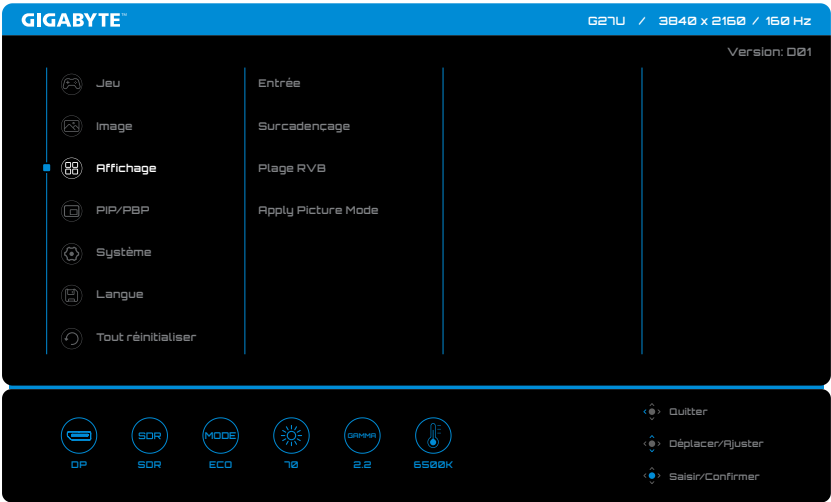 GIGABYTE™ G27U / 3840 x 2160 / 160 Hz
Version: D01
Jeu
Image
Affichage
PIP/PBP
Système
Langue
Tout réinitialiser
Entrée
Surcadençage
Plage RVB
Apply Picture Mode
SDR
MODE
GAMMA
DP
SDR
ECO
70
2.2
6500K
Quitter
Déplacer/Ajuster
Saisir/Confirmer